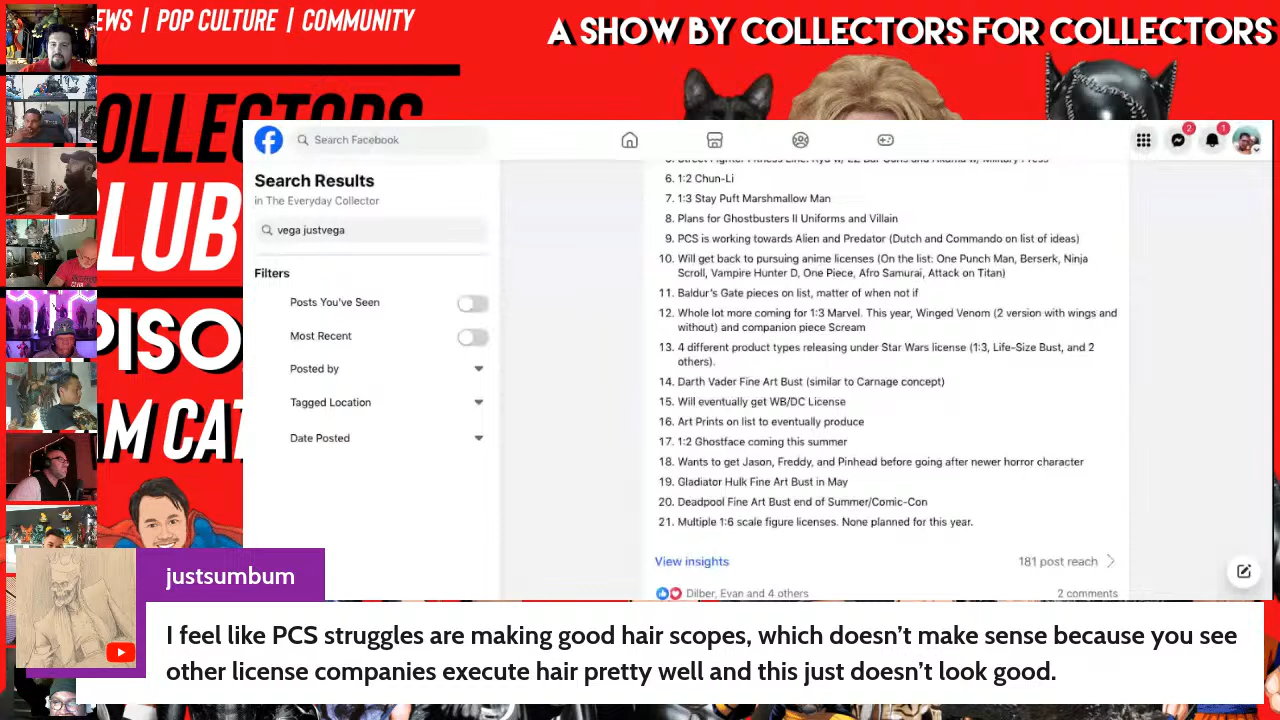 EWS | POP CULTURE | COMMUNITY
A SHOW BY COLLECTORS FOR COLLECTORS
OLLECTORS
LUB
PISO
M CAT
Search Facebook
2
1
Search Results
in The Everyday Collector
vega justvega
Filters
Posts You've Seen
Most Recent
Posted by
Tagged Location
Date Posted
6. 1:2 Chun-Li
7. 1:3 Stay Puft Marshmallow Man
8. Plans for Ghostbusters II Uniforms and Villain
9. PCS is working towards Alien and Predator (Dutch and Commando on list of ideas)
10. Will get back to pursuing anime licenses (On the list: One Punch Man, Berserk, Ninja
Scroll, Vampire Hunter D, One Piece, Afro Samurai, Attack on Titan)
11. Baldur's Gate pieces on list, matter of when not if
12. Whole lot more coming for 1:3 Marvel. This year, Winged Venom (2 version with wings and
without) and companion piece Scream
13. 4 different product types releasing under Star Wars license (1:3, Life-Size Bust, and 2
others).
14. Darth Vader Fine Art Bust (similar to Carnage concept)
15. Will eventually get WB/DC License
16. Art Prints on list to eventually produce
17. 1:2 Ghostface coming this summer
18. Wants to get Jason, Freddy, and Pinhead before going after newer horror character
19. Gladiator Hulk Fine Art Bust in May
20. Deadpool Fine Art Bust end of Summer/Comic-Con
21. Multiple 1:6 scale figure licenses. None planned for this year.
View insights
181 post reach
Dilber, Evan and 4 others
2 comments
justsumbum
I feel like PCS struggles are making good hair scopes, which doesn't make sense because you see
other license companies execute hair pretty well and this just doesn't look good.